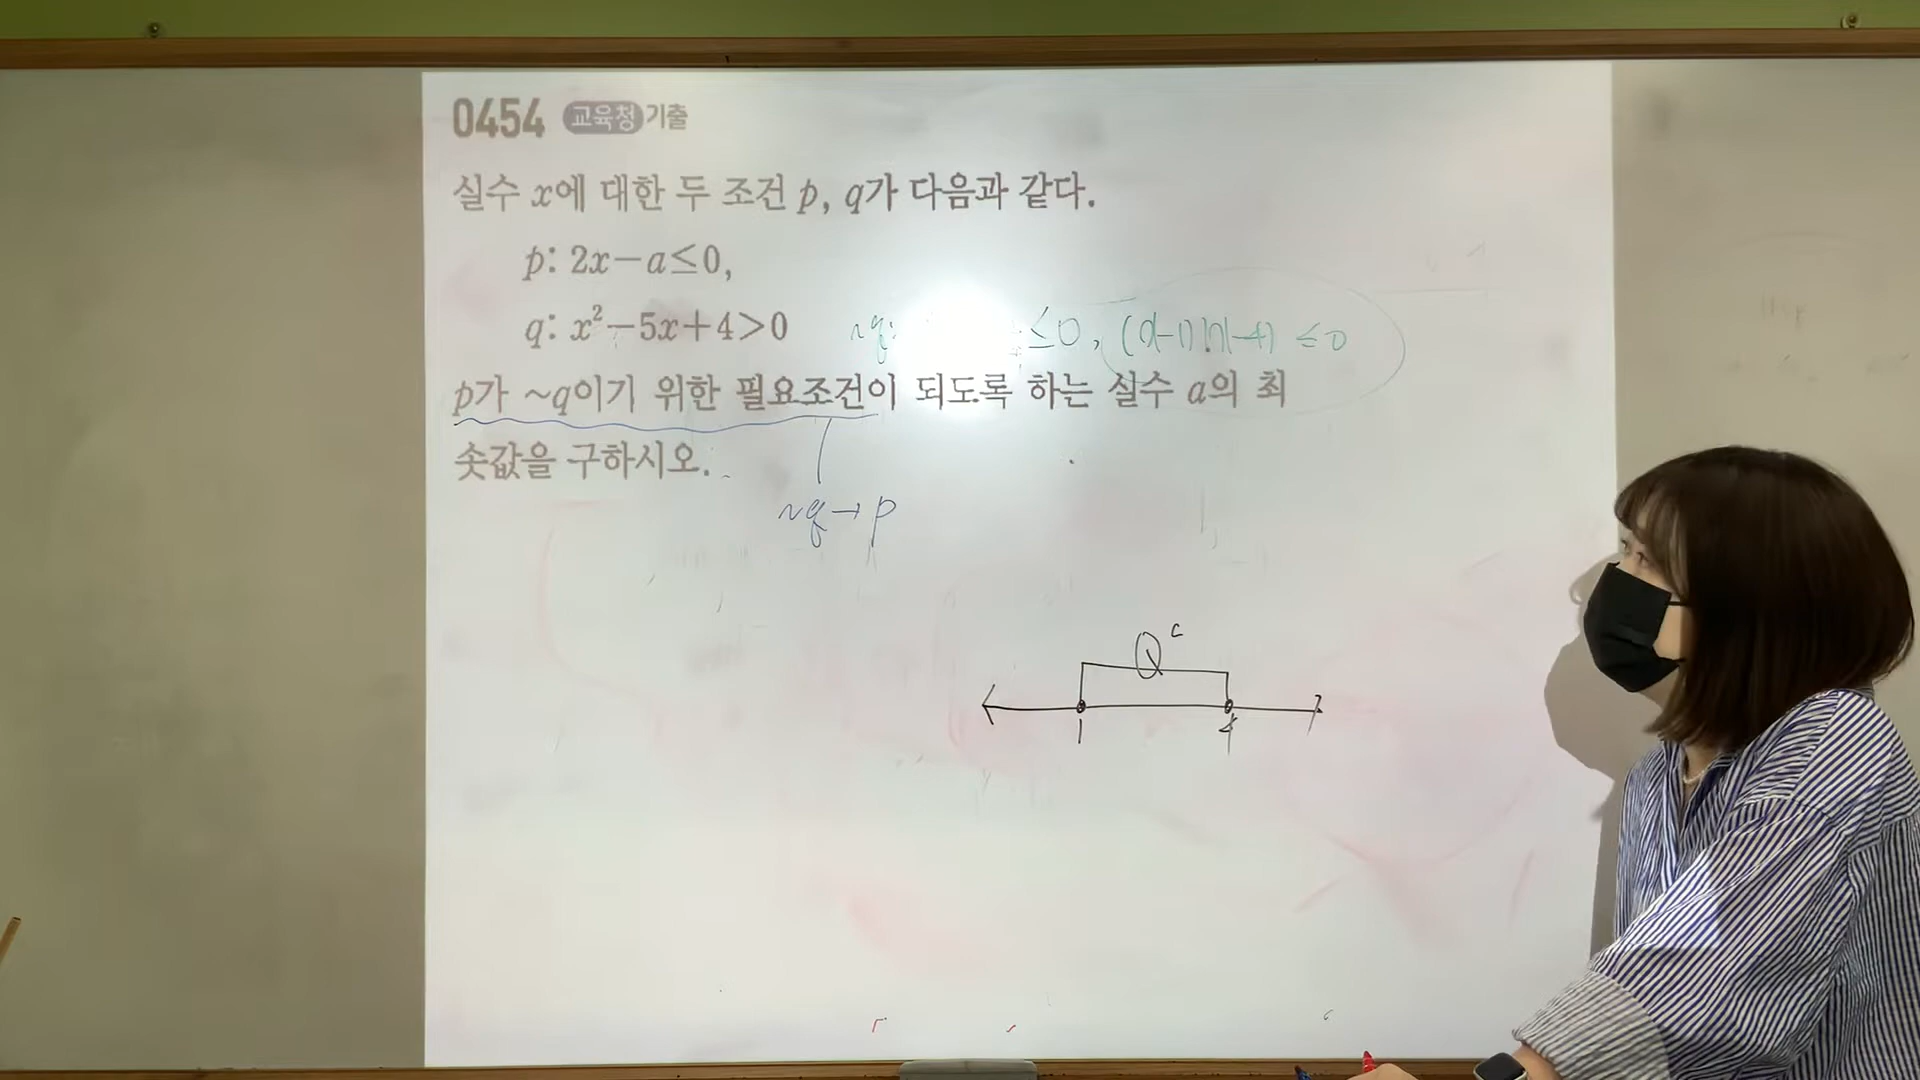 0454 교육청 기출
실수 x에 대한 두 조건 p, q가 다음과 같다.
p: 2x-a≤0,
q: x²-5x+4>0
~q: ≤0, (x-1)(x-4) ≤0
p가 ~q이기 위한 필요조건이 되도록 하는 실수 a의 최
솟값을 구하시오.
~q → p
Qᶜ
1 4